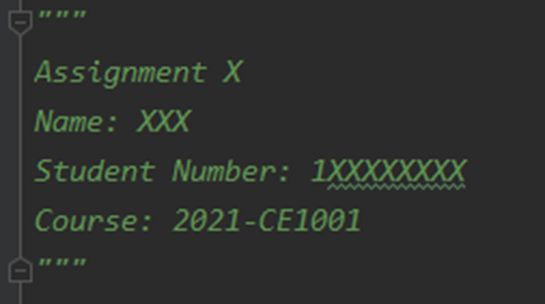 """
Assignment X
Name: XXX
Student Number: 1XXXXXXXX
Course: 2021-CE1001
"""